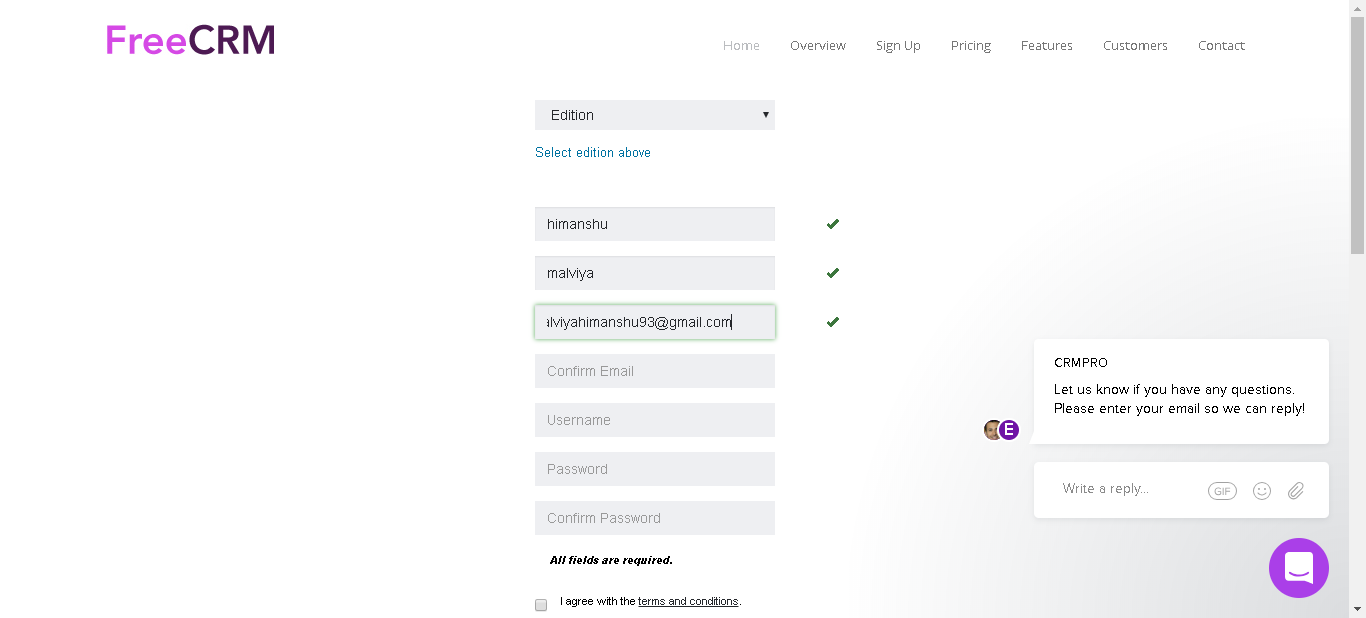 FreeCRM
Home Overview Sign Up Pricing Features Customers Contact
Edition
Select edition above
himanshu
malviya
alviyahimanshu93@gmail.com
Confirm Email
Username
Password
Confirm Password
All fields are required.
I agree with the terms and conditions.
CRMPRO
Let us know if you have any questions.
Please enter your email so we can reply!
E
Write a reply...
GIF